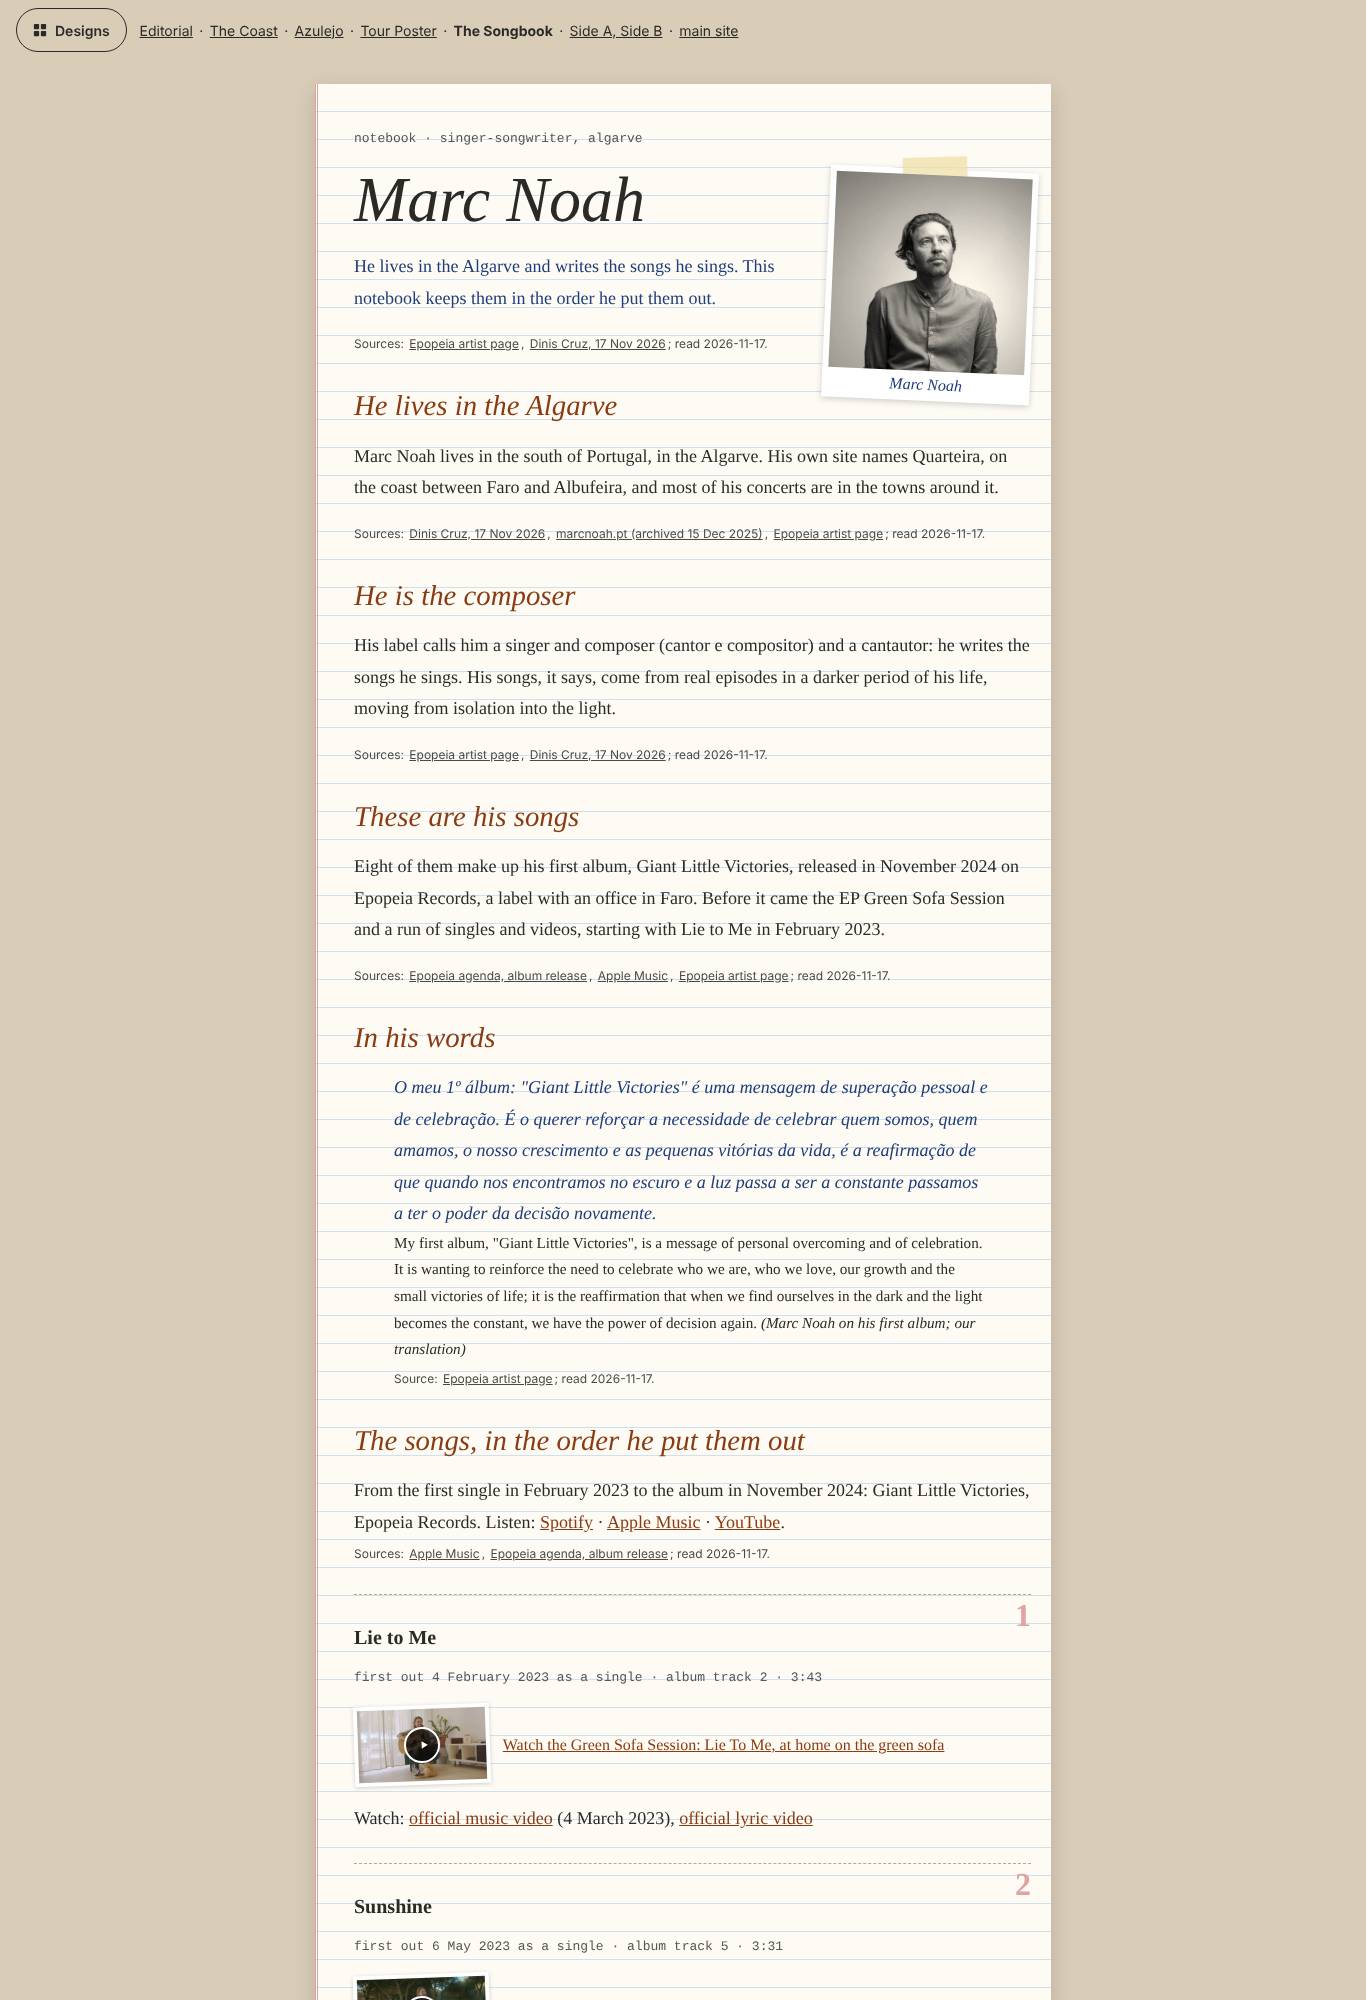 Designs Editorial · The Coast · Azulejo · Tour Poster · The Songbook · Side A, Side B · main site
notebook · singer-songwriter, algarve
Marc Noah
He lives in the Algarve and writes the songs he sings. This
notebook keeps them in the order he put them out.
Sources: Epopeia artist page, Dinis Cruz, 17 Nov 2026; read 2026-11-17.
Marc Noah
He lives in the Algarve
Marc Noah lives in the south of Portugal, in the Algarve. His own site names Quarteira, on
the coast between Faro and Albufeira, and most of his concerts are in the towns around it.
Sources: Dinis Cruz, 17 Nov 2026, marcnoah.pt (archived 15 Dec 2025), Epopeia artist page; read 2026-11-17.
He is the composer
His label calls him a singer and composer (cantor e compositor) and a cantautor: he writes the
songs he sings. His songs, it says, come from real episodes in a darker period of his life,
moving from isolation into the light.
Sources: Epopeia artist page, Dinis Cruz, 17 Nov 2026; read 2026-11-17.
These are his songs
Eight of them make up his first album, Giant Little Victories, released in November 2024 on
Epopeia Records, a label with an office in Faro. Before it came the EP Green Sofa Session
and a run of singles and videos, starting with Lie to Me in February 2023.
Sources: Epopeia agenda, album release, Apple Music, Epopeia artist page; read 2026-11-17.
In his words
O meu 1º álbum: "Giant Little Victories" é uma mensagem de superação pessoal e
de celebração. É o querer reforçar a necessidade de celebrar quem somos, quem
amamos, o nosso crescimento e as pequenas vitórias da vida, é a reafirmação de
que quando nos encontramos no escuro e a luz passa a ser a constante passamos
a ter o poder da decisão novamente.
My first album, "Giant Little Victories", is a message of personal overcoming and of celebration.
It is wanting to reinforce the need to celebrate who we are, who we love, our growth and the
small victories of life; it is the reaffirmation that when we find ourselves in the dark and the light
becomes the constant, we have the power of decision again. (Marc Noah on his first album; our
translation)
Source: Epopeia artist page; read 2026-11-17.
The songs, in the order he put them out
From the first single in February 2023 to the album in November 2024: Giant Little Victories,
Epopeia Records. Listen: Spotify · Apple Music · YouTube.
Sources: Apple Music, Epopeia agenda, album release; read 2026-11-17.
1
Lie to Me
first out 4 February 2023 as a single · album track 2 · 3:43
Watch the Green Sofa Session: Lie To Me, at home on the green sofa
Watch: official music video (4 March 2023), official lyric video
2
Sunshine
first out 6 May 2023 as a single · album track 5 · 3:31